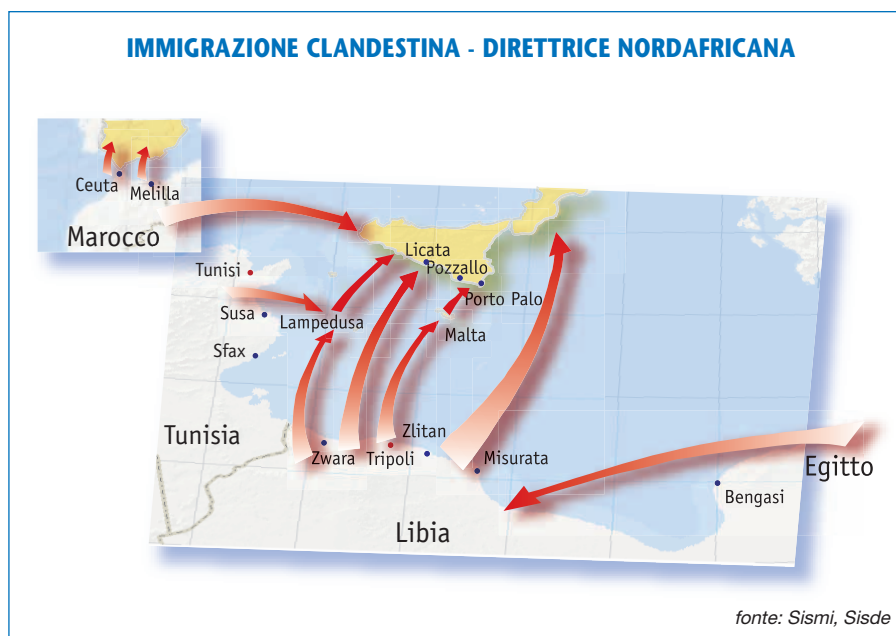 IMMIGRAZIONE CLANDESTINA - DIRETTRICE NORDAFRICANA
Ceuta
Melilla
Marocco
Tunisi
Licata
Pozzallo
Porto Palo
Susa
Lampedusa
Malta
Sfax
Tunisia
Zlitan
Zwara
Tripoli
Misurata
Egitto
Bengasi
Libia
fonte: Sismi, Sisde